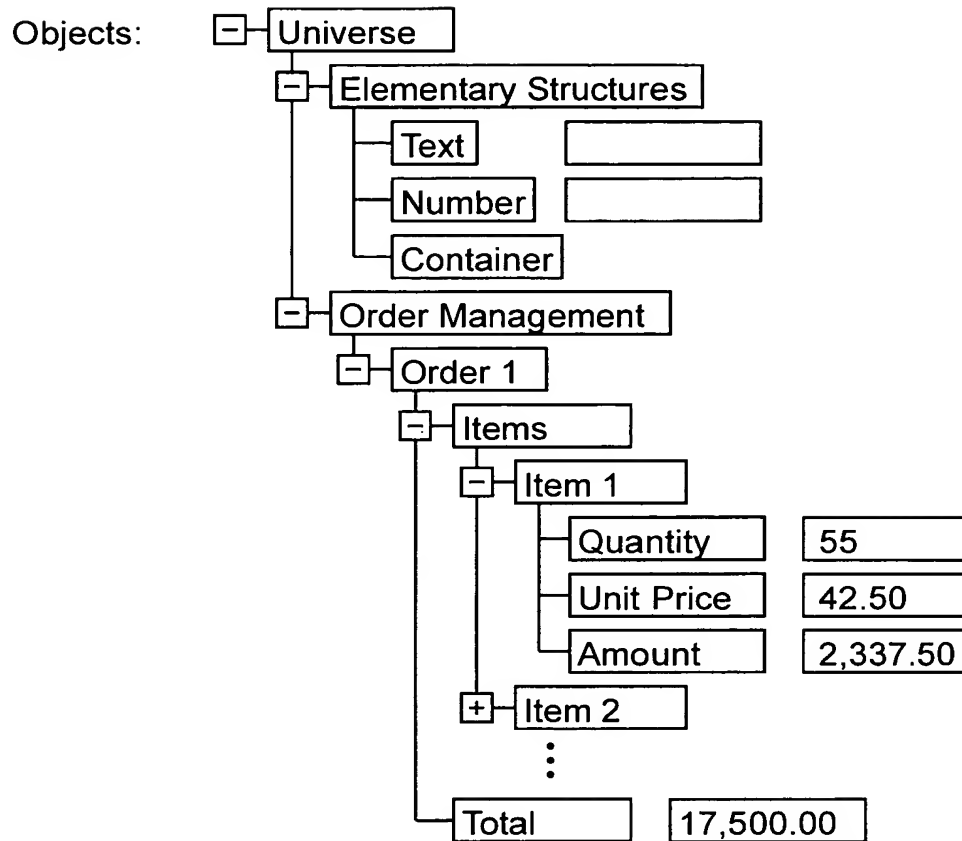 Objects: − Universe
− Elementary Structures
Text
Number
Container
− Order Management
− Order 1
− Items
− Item 1
Quantity 55
Unit Price 42.50
Amount 2,337.50
+ Item 2
⋮
Total 17,500.00